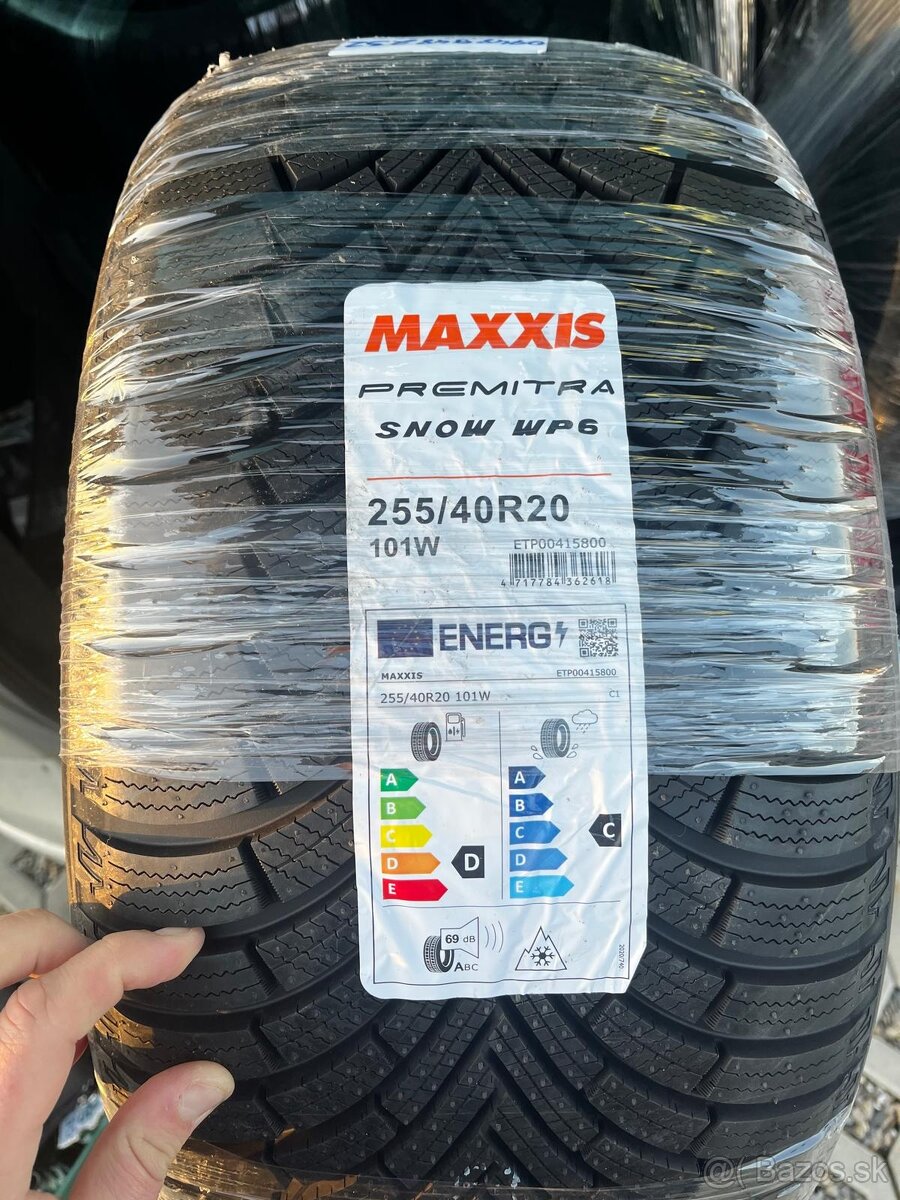 MAXXIS
PREMITRA
SNOW WP6
255/40R20
101W
ETP00415800
4 717784 362618
ENERG
MAXXIS
ETP00415800
255/40R20 101W
C1
A
B
C
D
E
D
A
B
C
D
E
C
69 dB
ABC
2020/740
Bazos.sk